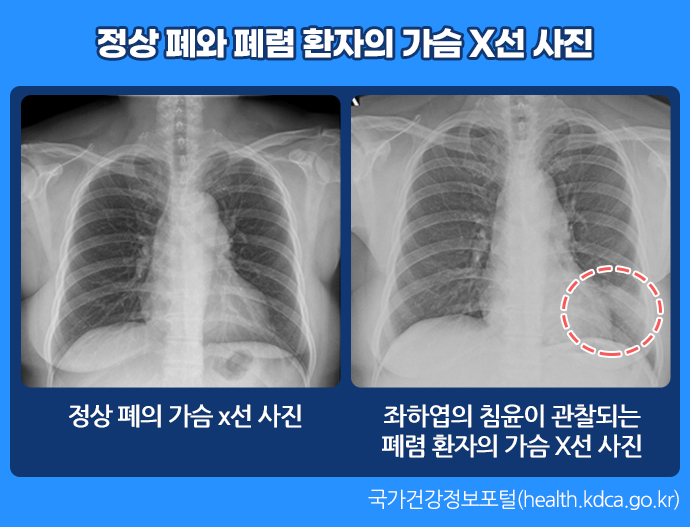 정상 폐와 폐렴 환자의 가슴 X선 사진
정상 폐의 가슴 x선 사진
좌하엽의 침윤이 관찰되는
폐렴 환자의 가슴 X선 사진
국가건강정보포털(health.kdca.go.kr)